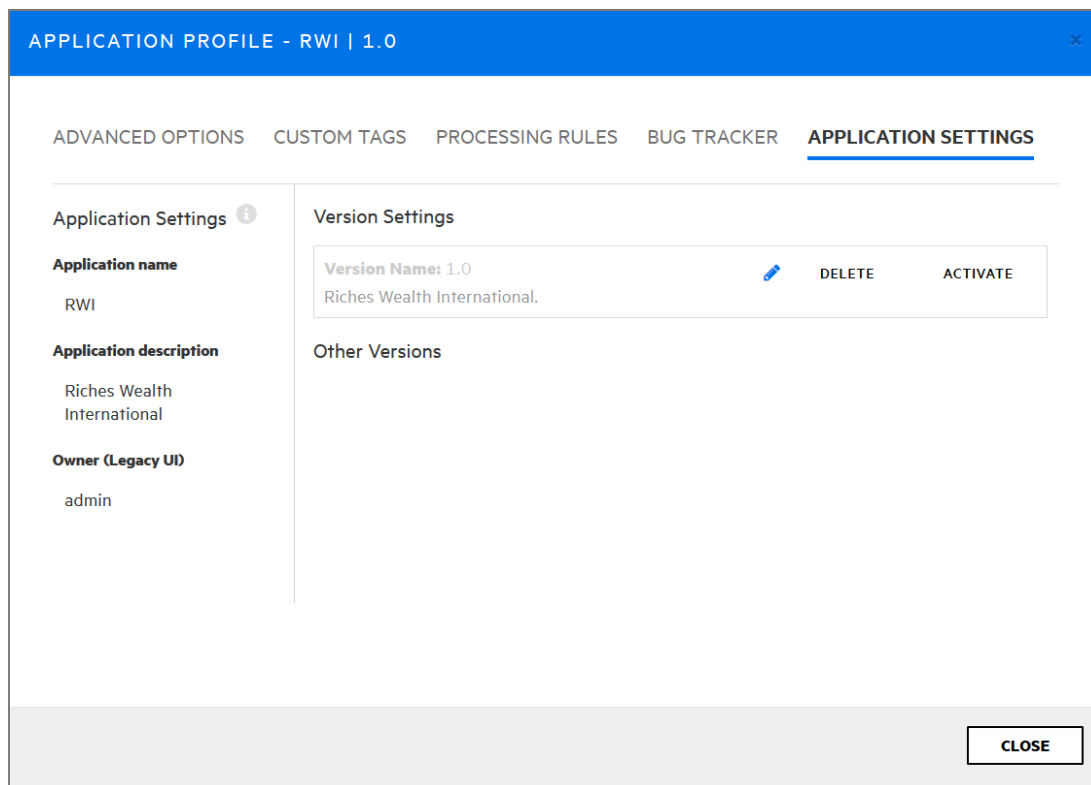 APPLICATION PROFILE - RWI | 1.0
ADVANCED OPTIONS CUSTOM TAGS PROCESSING RULES BUG TRACKER APPLICATION SETTINGS
Application Settings
Application name
RWI
Application description
Riches Wealth
International
Owner (Legacy UI)
admin
Version Settings
Version Name: 1.0
Riches Wealth International.
DELETE ACTIVATE
Other Versions
CLOSE